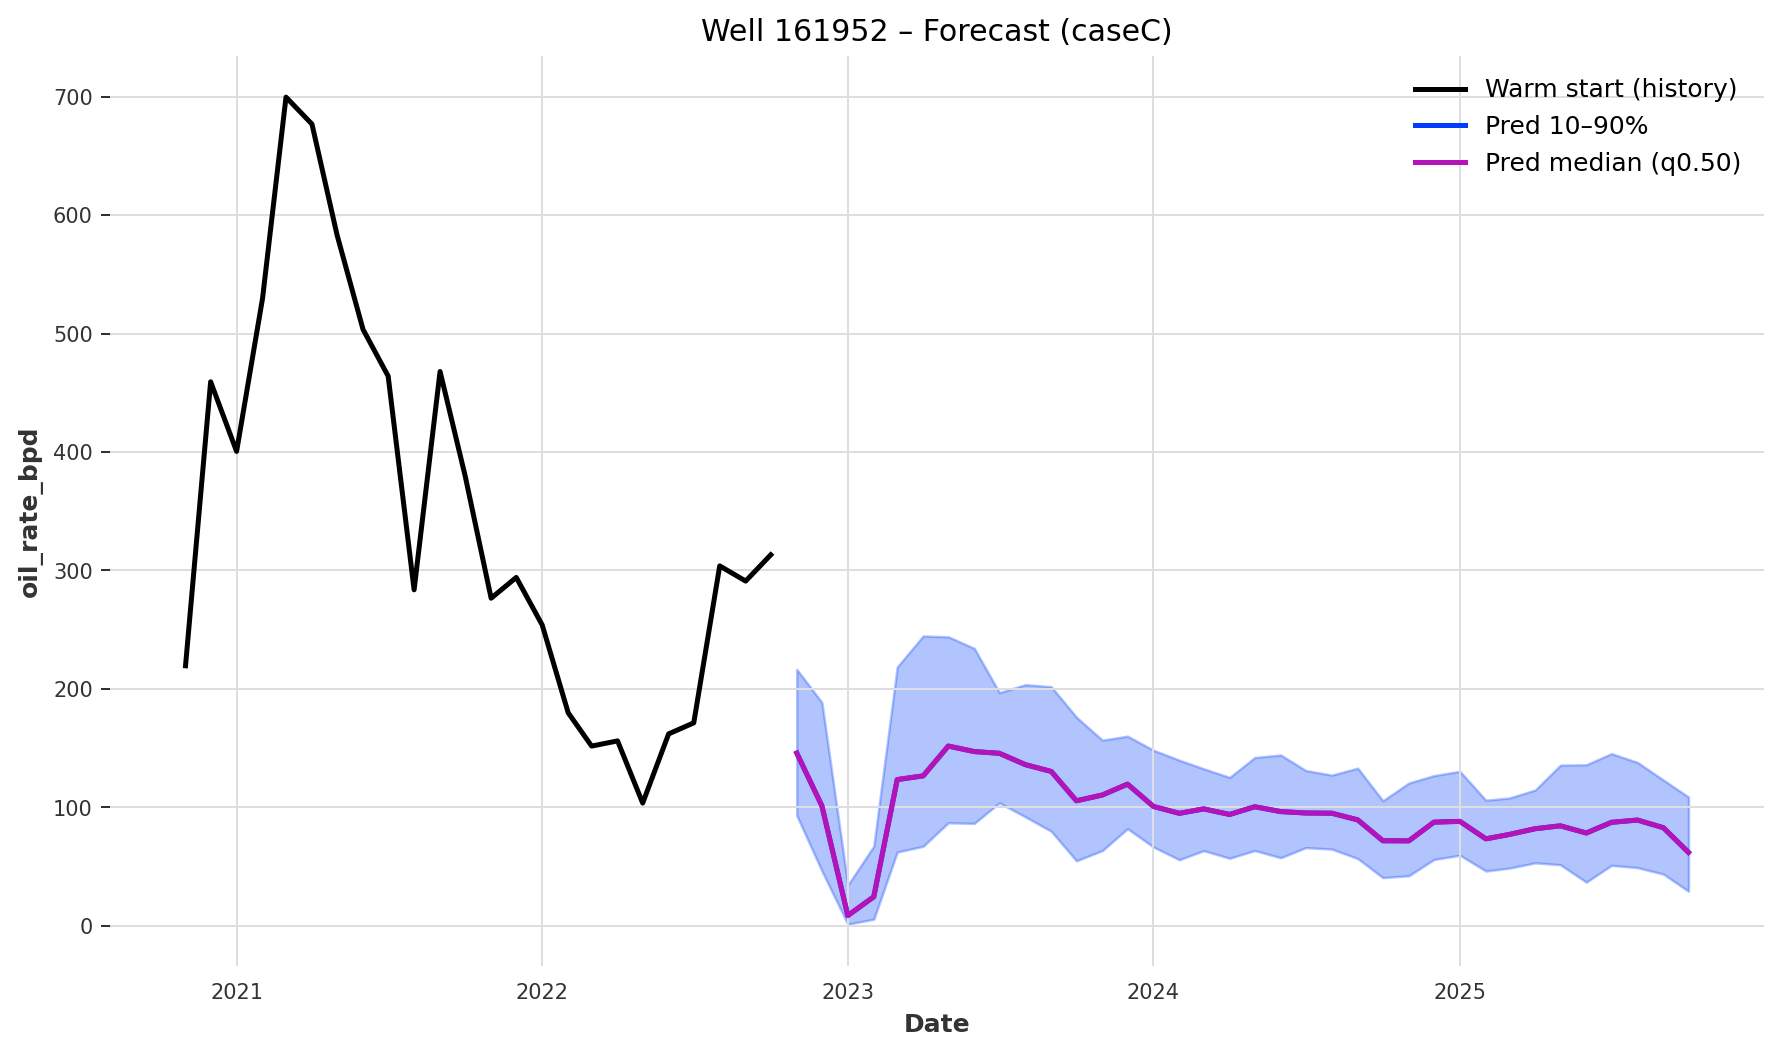 Well 161952 – Forecast (caseC)
Warm start (history)
Pred 10–90%
Pred median (q0.50)
oil_rate_bpd
700
600
500
400
300
200
100
0
2021 2022 2023 2024 2025
Date